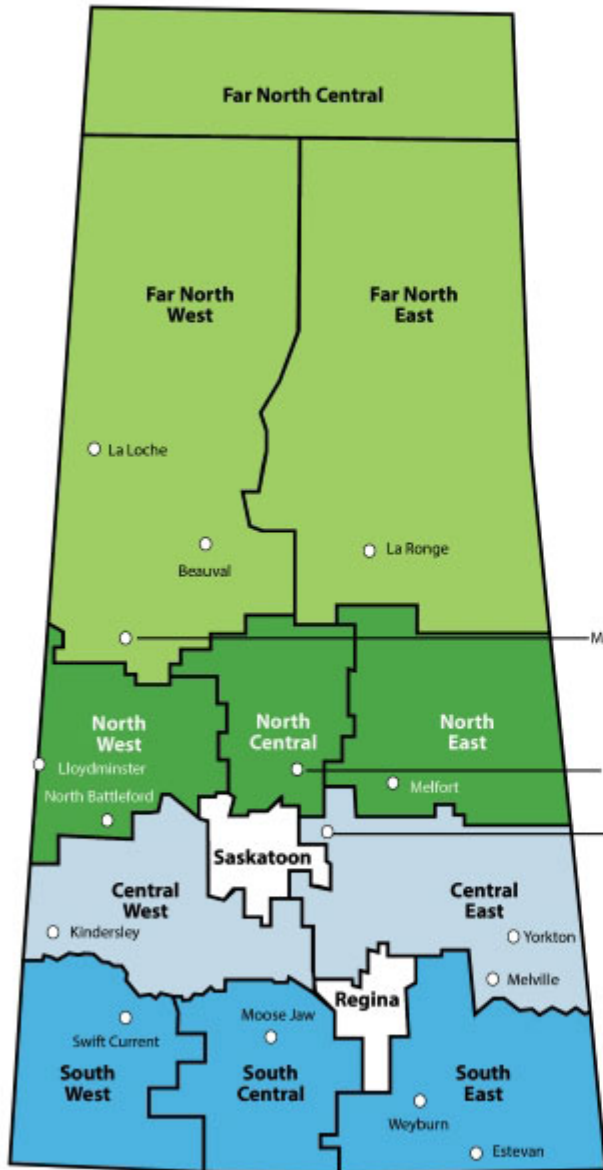 Far North Central
Far North
West
Far North
East
La Loche
Beauval
La Ronge
M
North
West
North
Central
North
East
Lloydminster
North Battleford
Melfort
Saskatoon
Central
West
Central
East
Kindersley
Yorkton
Melville
Regina
Moose Jaw
Swift Current
South
West
South
Central
South
East
Weyburn
Estevan